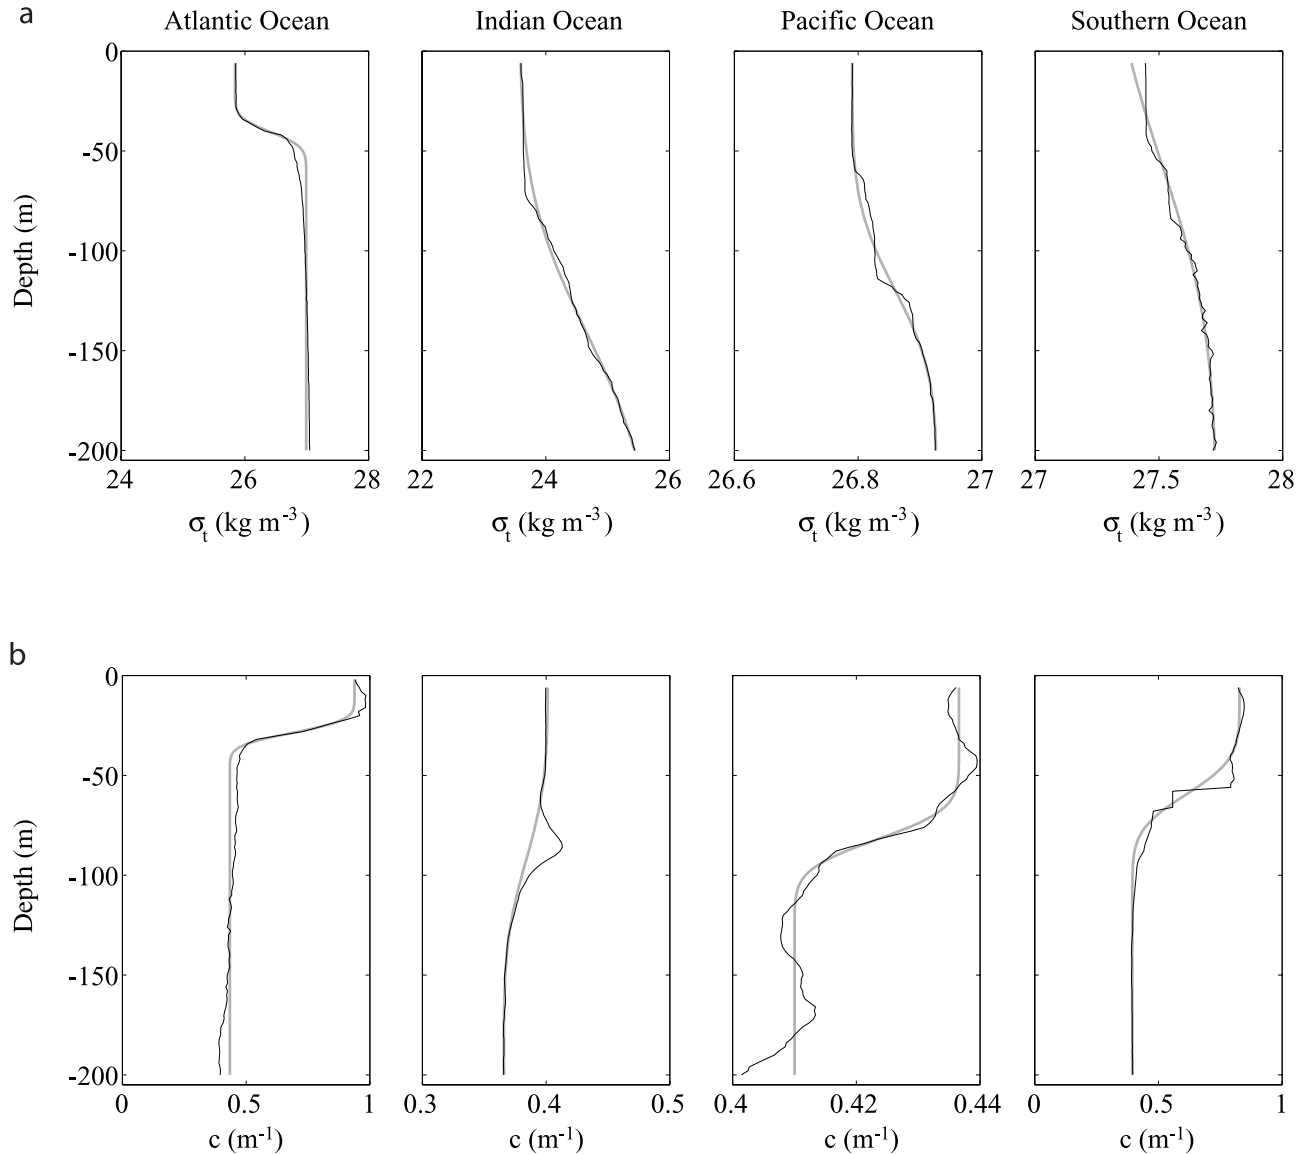 a
Atlantic Ocean
Indian Ocean
Pacific Ocean
Southern Ocean
0
-50
-100
-150
-200
Depth (m)
24 26 28
22 24 26
26.6 26.8 27
27 27.5 28
σt (kg m-3)
σt (kg m-3)
σt (kg m-3)
σt (kg m-3)
b
0
-50
-100
-150
-200
Depth (m)
0 0.5 1
0.3 0.4 0.5
0.4 0.42 0.44
0 0.5 1
c (m-1)
c (m-1)
c (m-1)
c (m-1)